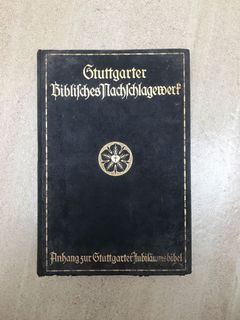 Stuttgarter
Biblisches Nachschlagewerk
Anhang zur Stuttgarter Jubiläumsbibel